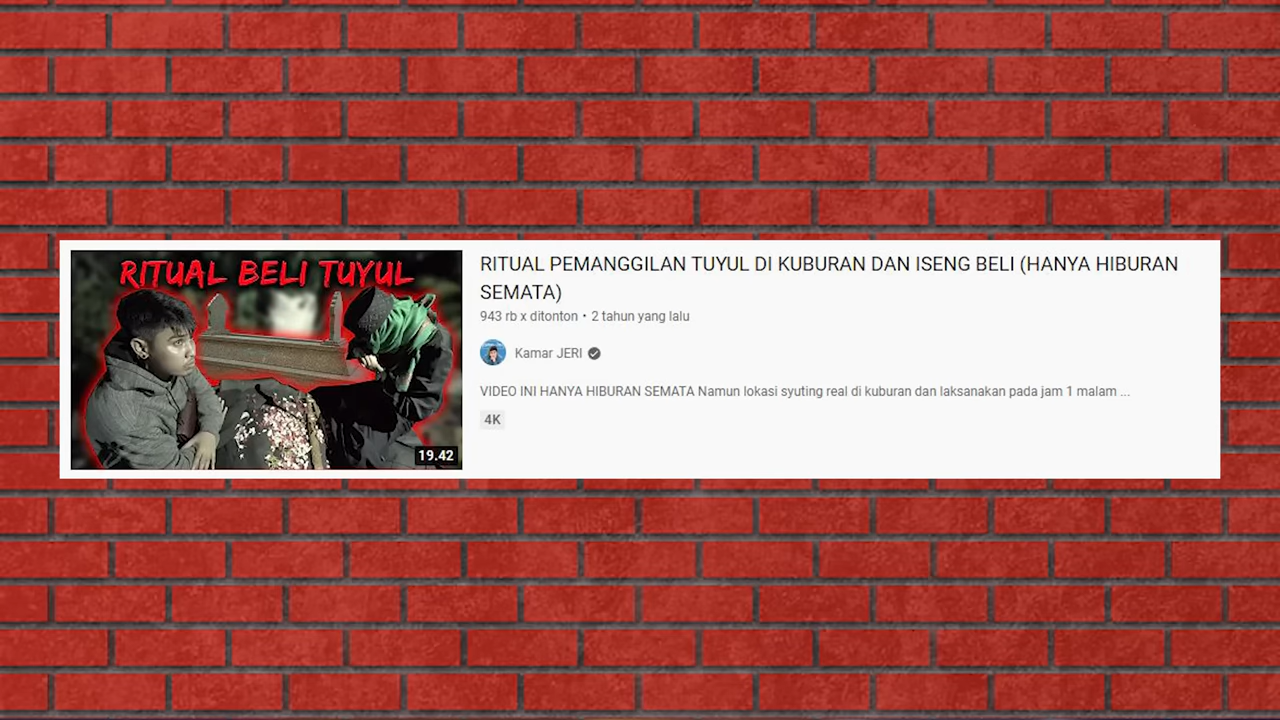 RITUAL BELI TUYUL
19.42
RITUAL PEMANGGILAN TUYUL DI KUBURAN DAN ISENG BELI (HANYA HIBURAN
SEMATA)
943 rb x ditonton • 2 tahun yang lalu
Kamar JERI
VIDEO INI HANYA HIBURAN SEMATA Namun lokasi syuting real di kuburan dan laksanakan pada jam 1 malam ...
4K